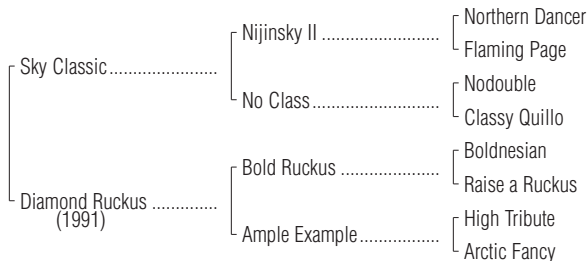 Northern Dancer
Nijinsky II ........................
Flaming Page
Sky Classic ......................
Nodouble
No Class ..........................
Classy Quillo
Boldnesian
Bold Ruckus ....................
Raise a Ruckus
Diamond Ruckus ..............
(1991)
High Tribute
Ample Example ................
Arctic Fancy